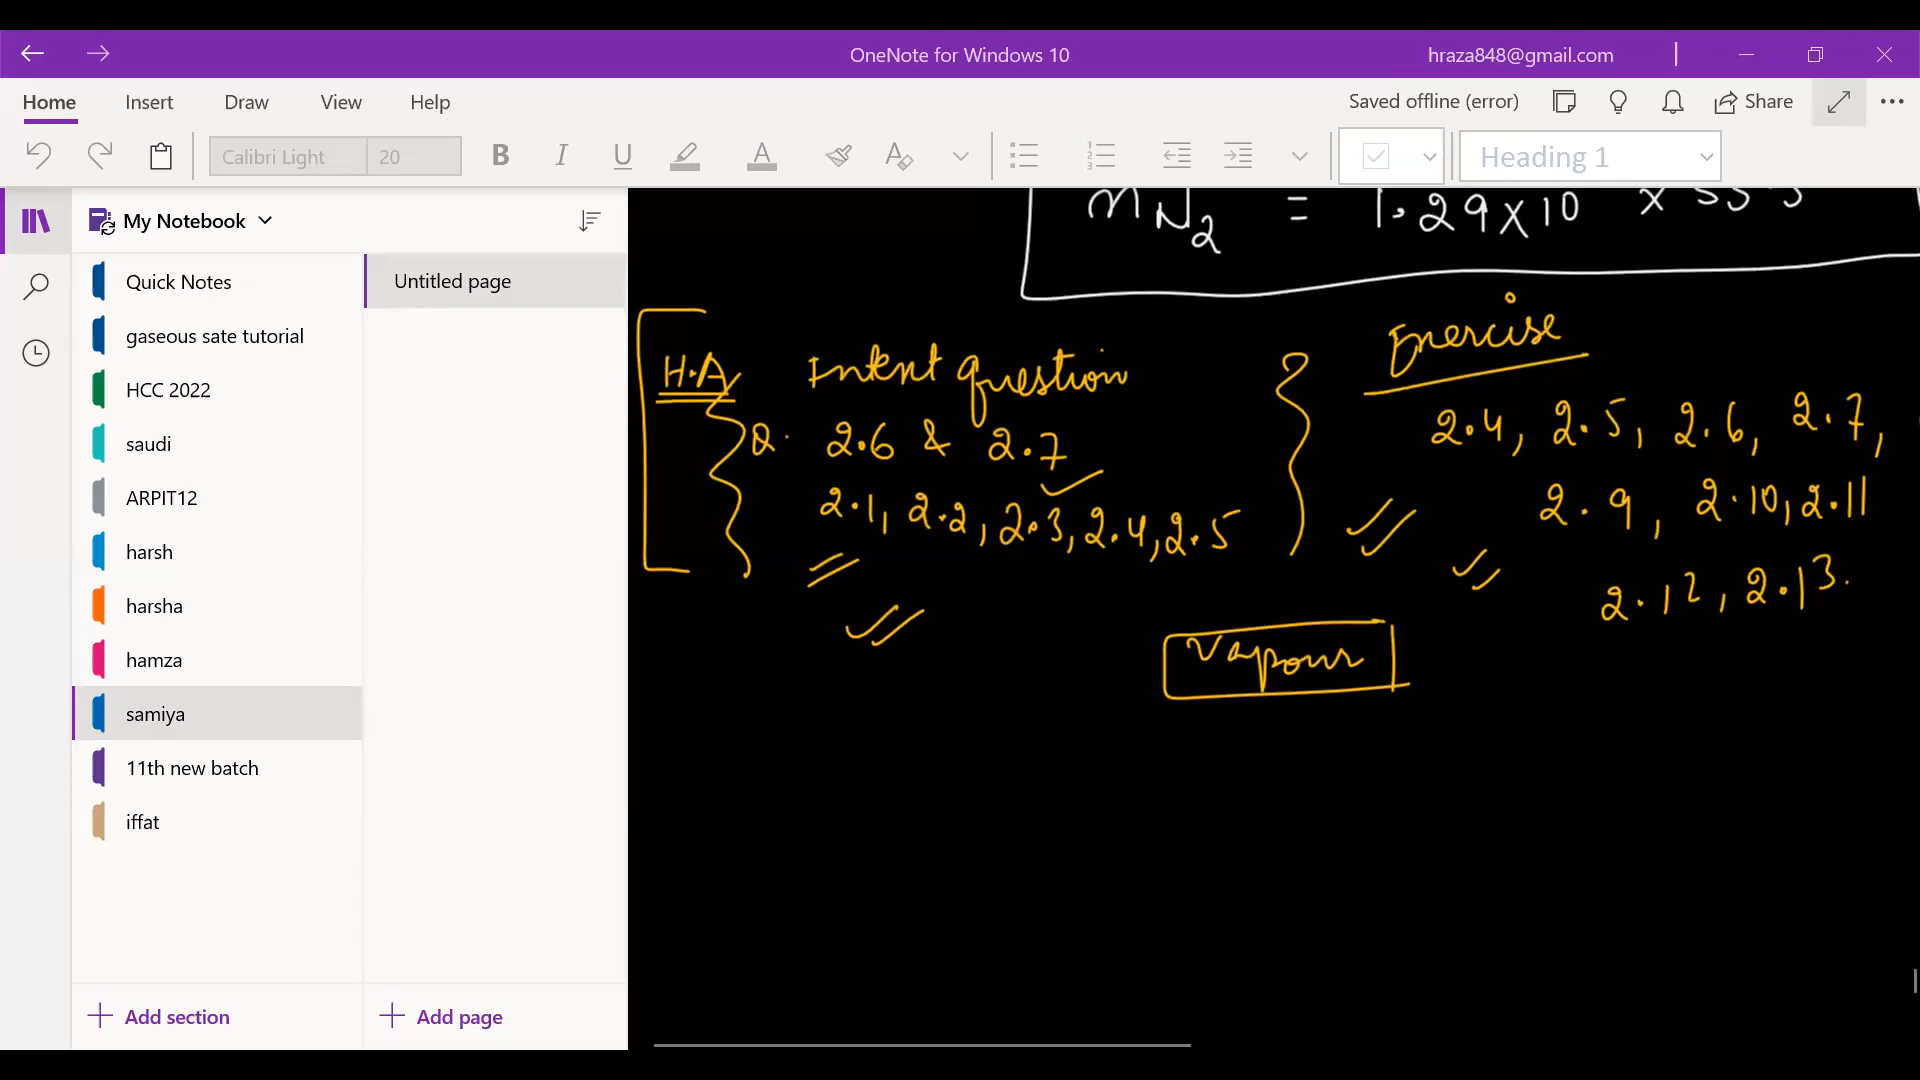 OneNote for Windows 10
hraza848@gmail.com
Home Insert Draw View Help
Saved offline (error)
Share
Calibri Light 20
B I U A
Heading 1
My Notebook
Quick Notes
gaseous sate tutorial
HCC 2022
saudi
ARPIT12
harsh
harsha
hamza
samiya
11th new batch
iffat
Add section
Untitled page
Add page
nN2 = 1.29x10 x 555
H.A Intent question
Q. 2.6 & 2.7
2.1, 2.2, 2.3, 2.4, 2.5
Exercise
2.4, 2.5, 2.6, 2.7,
2.9, 2.10, 2.11
2.12, 2.13.
Vapour